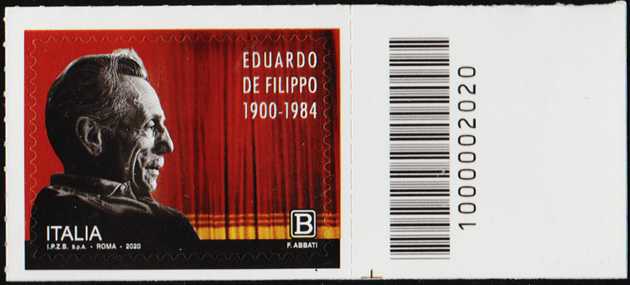 EDUARDO
DE FILIPPO
1900-1984
ITALIA
B
I.P.Z.S. S.p.A. - ROMA - 2020
F. ABBATI
1000002020